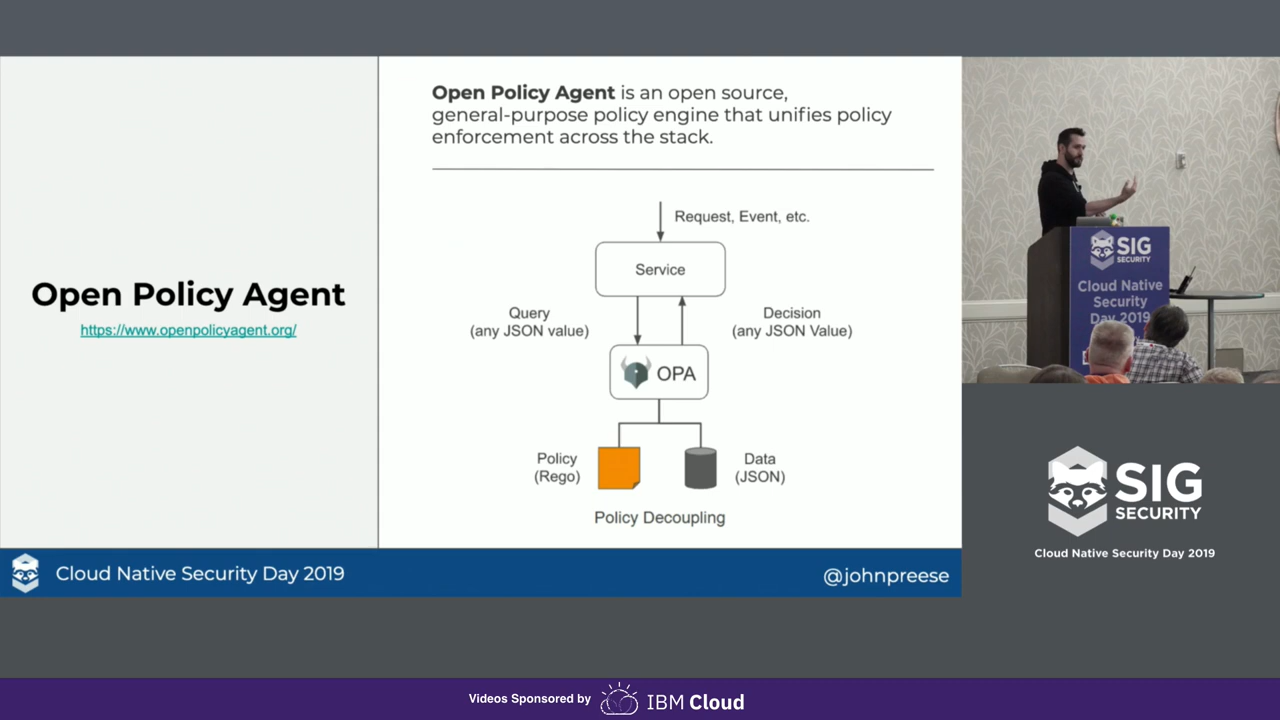 Open Policy Agent
https://www.openpolicyagent.org/
Open Policy Agent is an open source,
general-purpose policy engine that unifies policy
enforcement across the stack.
Request, Event, etc.
Service
Query
(any JSON value)
Decision
(any JSON Value)
OPA
Policy
(Rego)
Data
(JSON)
Policy Decoupling
Cloud Native Security Day 2019
@johnpreese
SIG
SECURITY
Cloud Native
Security
Day 2019
SIG
SECURITY
Cloud Native Security Day 2019
Videos Sponsored by
IBM Cloud